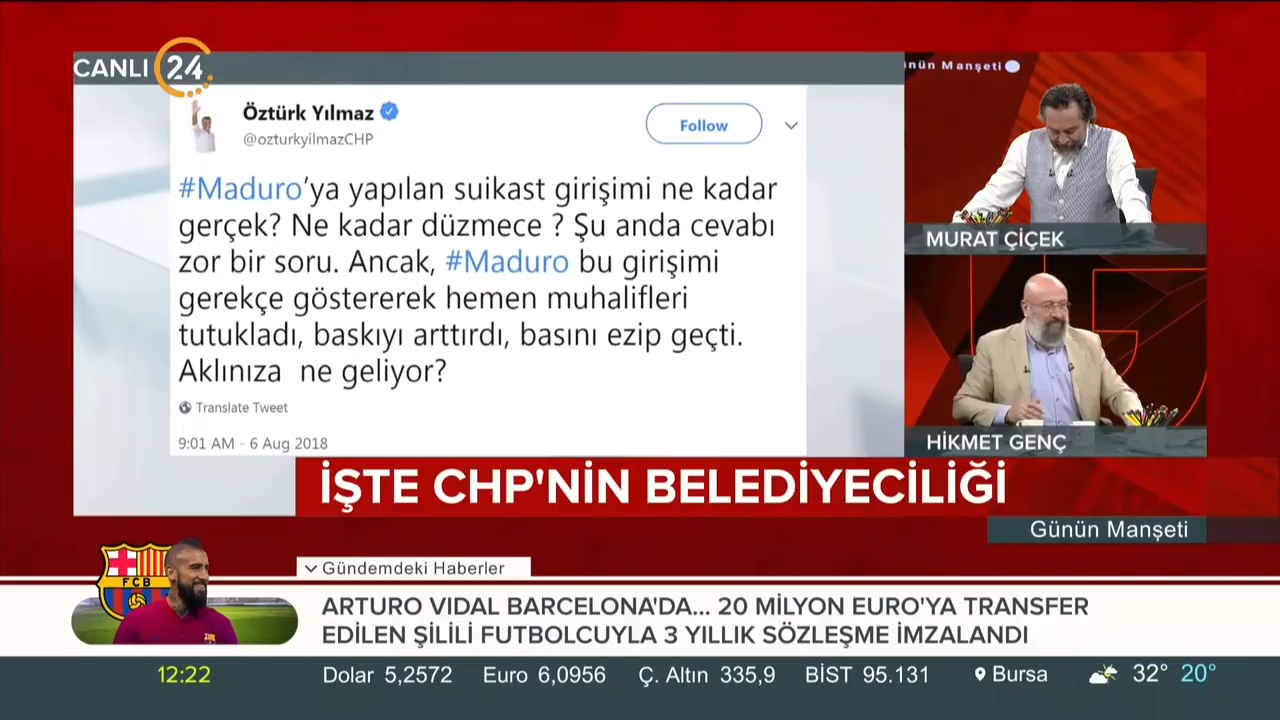 CANLI 24
Öztürk Yılmaz
@ozturkyilmazCHP
Follow
#Maduro'ya yapılan suikast girişimi ne kadar
gerçek? Ne kadar düzmece ? Şu anda cevabı
zor bir soru. Ancak, #Maduro bu girişimi
gerekçe göstererek hemen muhalifleri
tutukladı, baskıyı arttırdı, basını ezip geçti.
Aklınıza ne geliyor?
Translate Tweet
9:01 AM - 6 Aug 2018
Manşeti
MURAT ÇİÇEK
HİKMET GENÇ
İŞTE CHP'NİN BELEDİYECİLİĞİ
Günün Manşeti
FCB
Gündemdeki Haberler
ARTURO VIDAL BARCELONA'DA... 20 MİLYON EURO'YA TRANSFER
EDİLEN ŞİLİLİ FUTBOLCUYLA 3 YILLIK SÖZLEŞME İMZALANDI
12:22 Dolar 5,2572 Euro 6,0956 Ç. Altın 335,9 BİST 95.131 Bursa 32° 20°